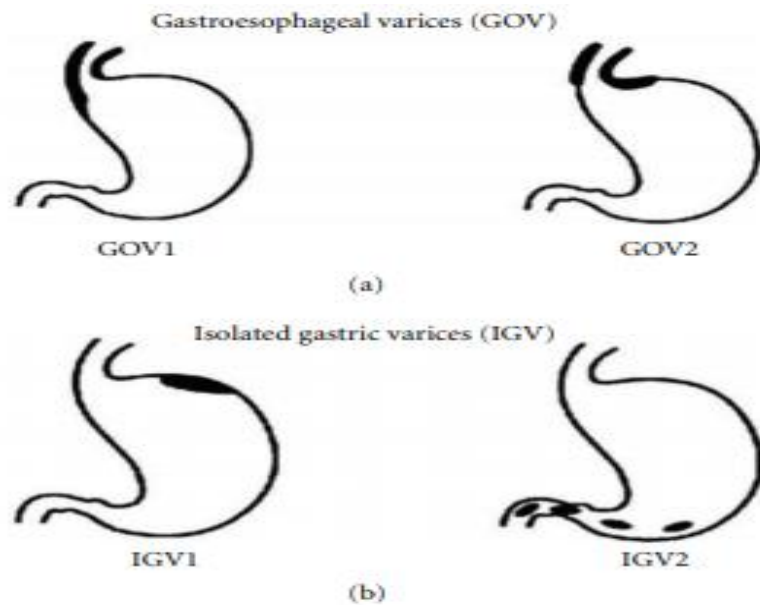 Gastroesophageal varices (GOV)
GOV1 GOV2
(a)
Isolated gastric varices (IGV)
IGV1 IGV2
(b)